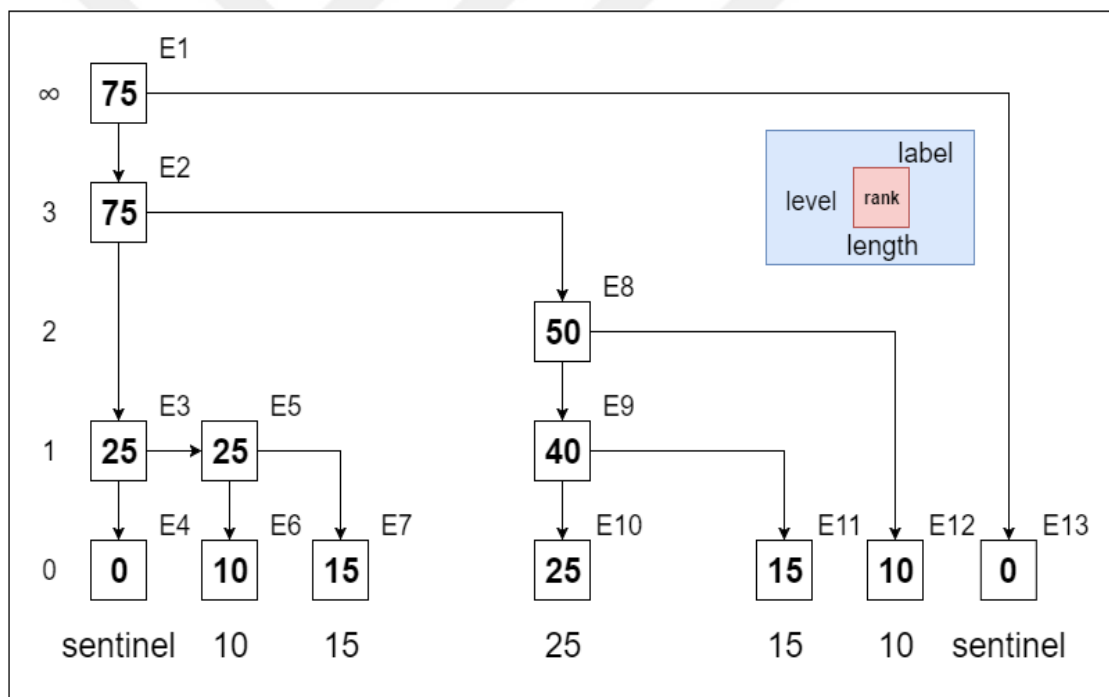 E1
∞ 75
E2
3 75
label
level rank
length
E8
2 50
E3 E5 E9
1 25 25 40
E4 E6 E7 E10 E11 E12 E13
0 0 10 15 25 15 10 0
sentinel 10 15 25 15 10 sentinel